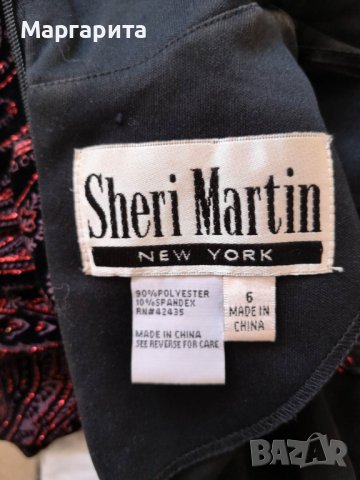 Маргарита
Sheri Martin
NEW YORK
90%POLYESTER
10%SPANDEX
RN#42435
MADE IN CHINA
SEE REVERSE FOR CARE
6
MADE IN
CHINA
BAZAR